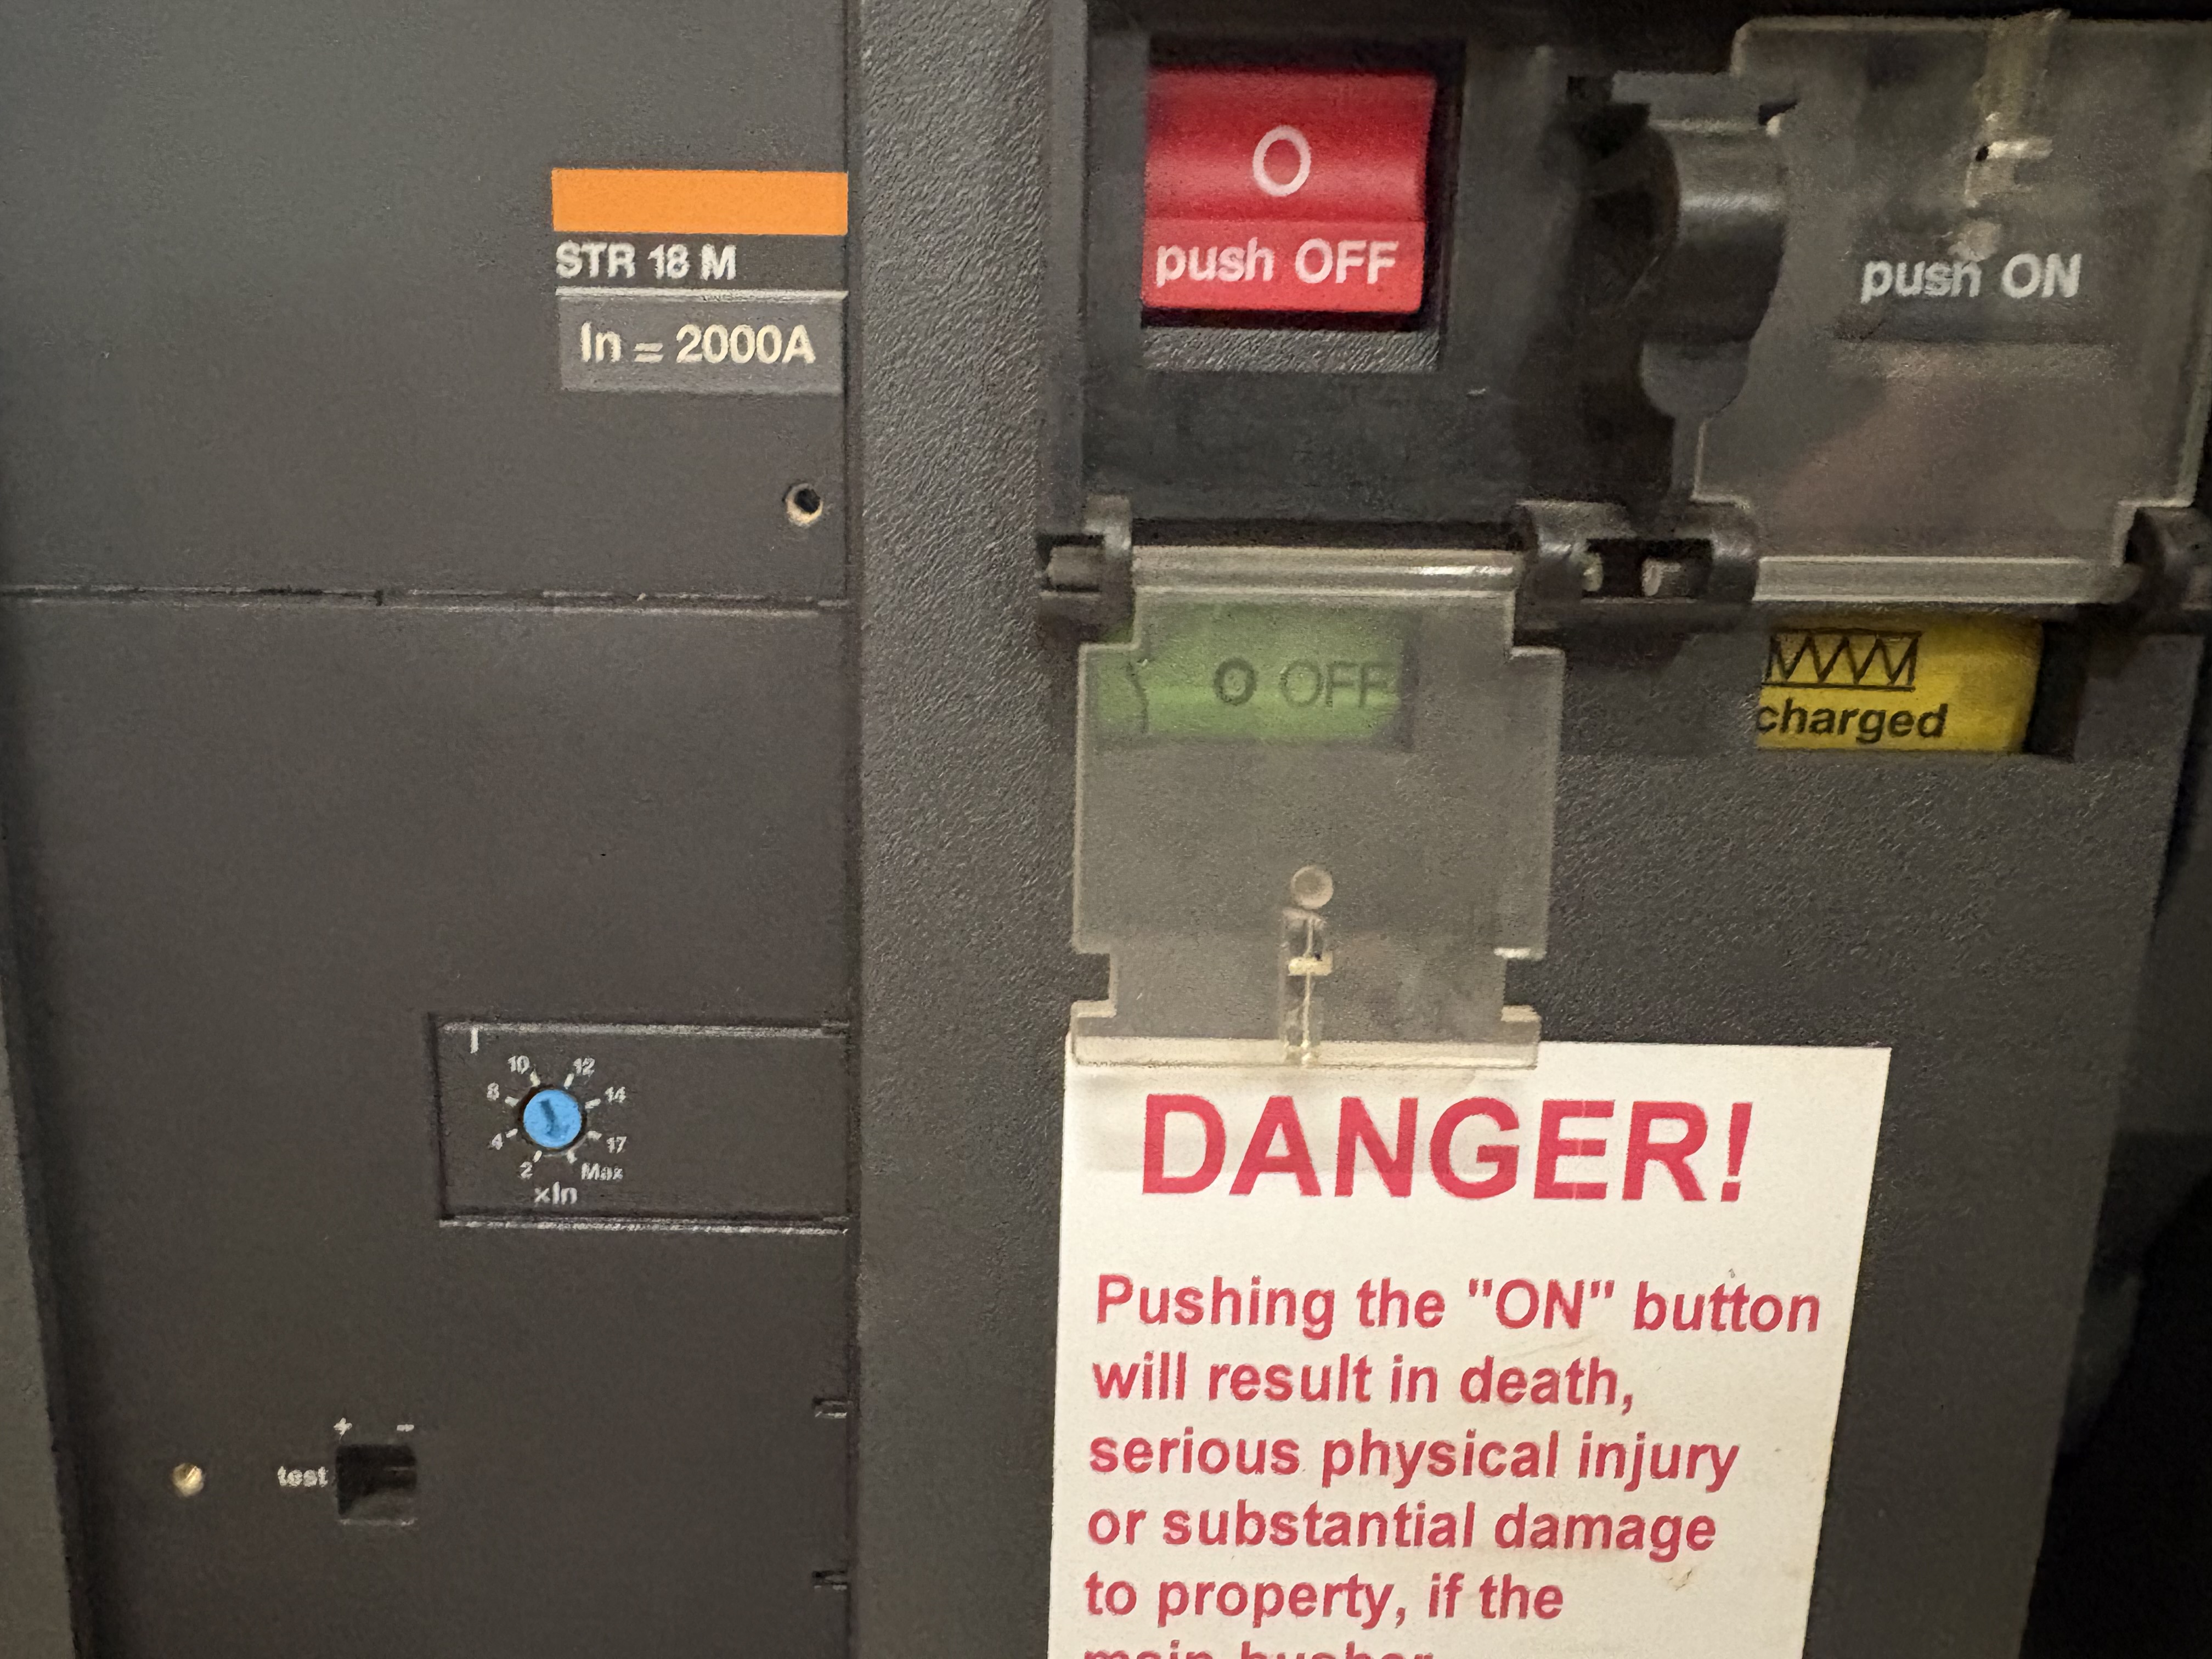 STR 18 M
In = 2000A
O
push OFF
push ON
O OFF
charged
10 12
8 14
4 17
2 Max
xIn
+ -
test
DANGER!
Pushing the "ON" button
will result in death,
serious physical injury
or substantial damage
to property, if the
main busbar